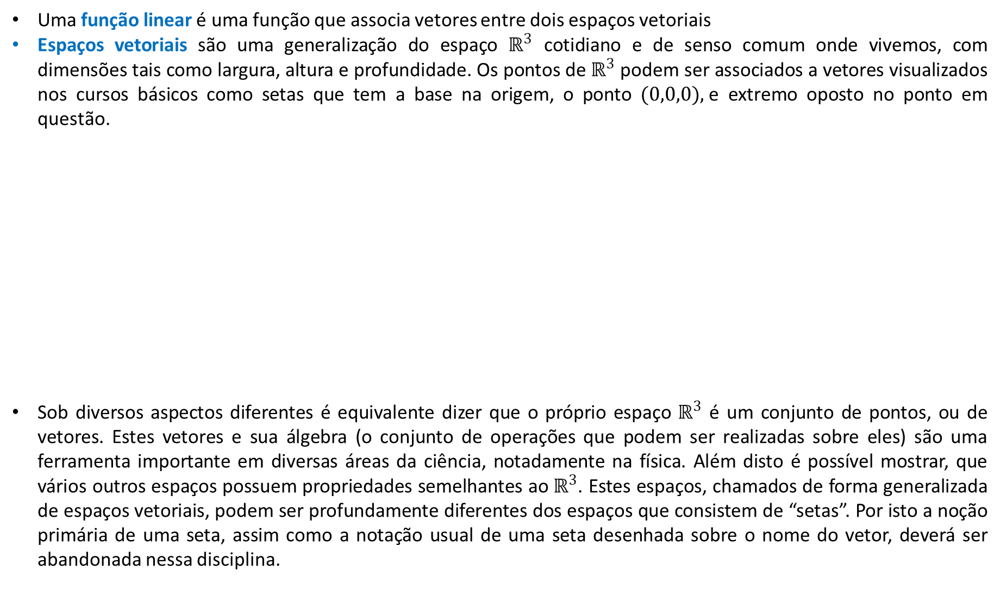 • Uma função linear é uma função que associa vetores entre dois espaços vetoriais
• Espaços vetoriais são uma generalização do espaço ℝ³ cotidiano e de senso comum onde vivemos, com
dimensões tais como largura, altura e profundidade. Os pontos de ℝ³ podem ser associados a vetores visualizados
nos cursos básicos como setas que tem a base na origem, o ponto (0,0,0), e extremo oposto no ponto em
questão.
• Sob diversos aspectos diferentes é equivalente dizer que o próprio espaço ℝ³ é um conjunto de pontos, ou de
vetores. Estes vetores e sua álgebra (o conjunto de operações que podem ser realizadas sobre eles) são uma
ferramenta importante em diversas áreas da ciência, notadamente na física. Além disto é possível mostrar, que
vários outros espaços possuem propriedades semelhantes ao ℝ³. Estes espaços, chamados de forma generalizada
de espaços vetoriais, podem ser profundamente diferentes dos espaços que consistem de “setas”. Por isto a noção
primária de uma seta, assim como a notação usual de uma seta desenhada sobre o nome do vetor, deverá ser
abandonada nessa disciplina.